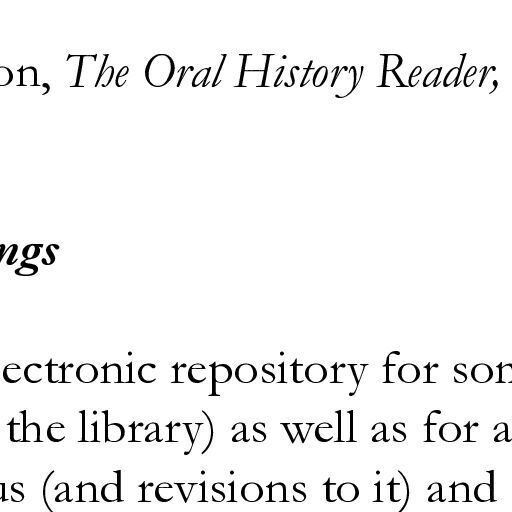 on, The Oral History Reader,
ngs
ectronic repository for som
the library) as well as for a
us (and revisions to it) and